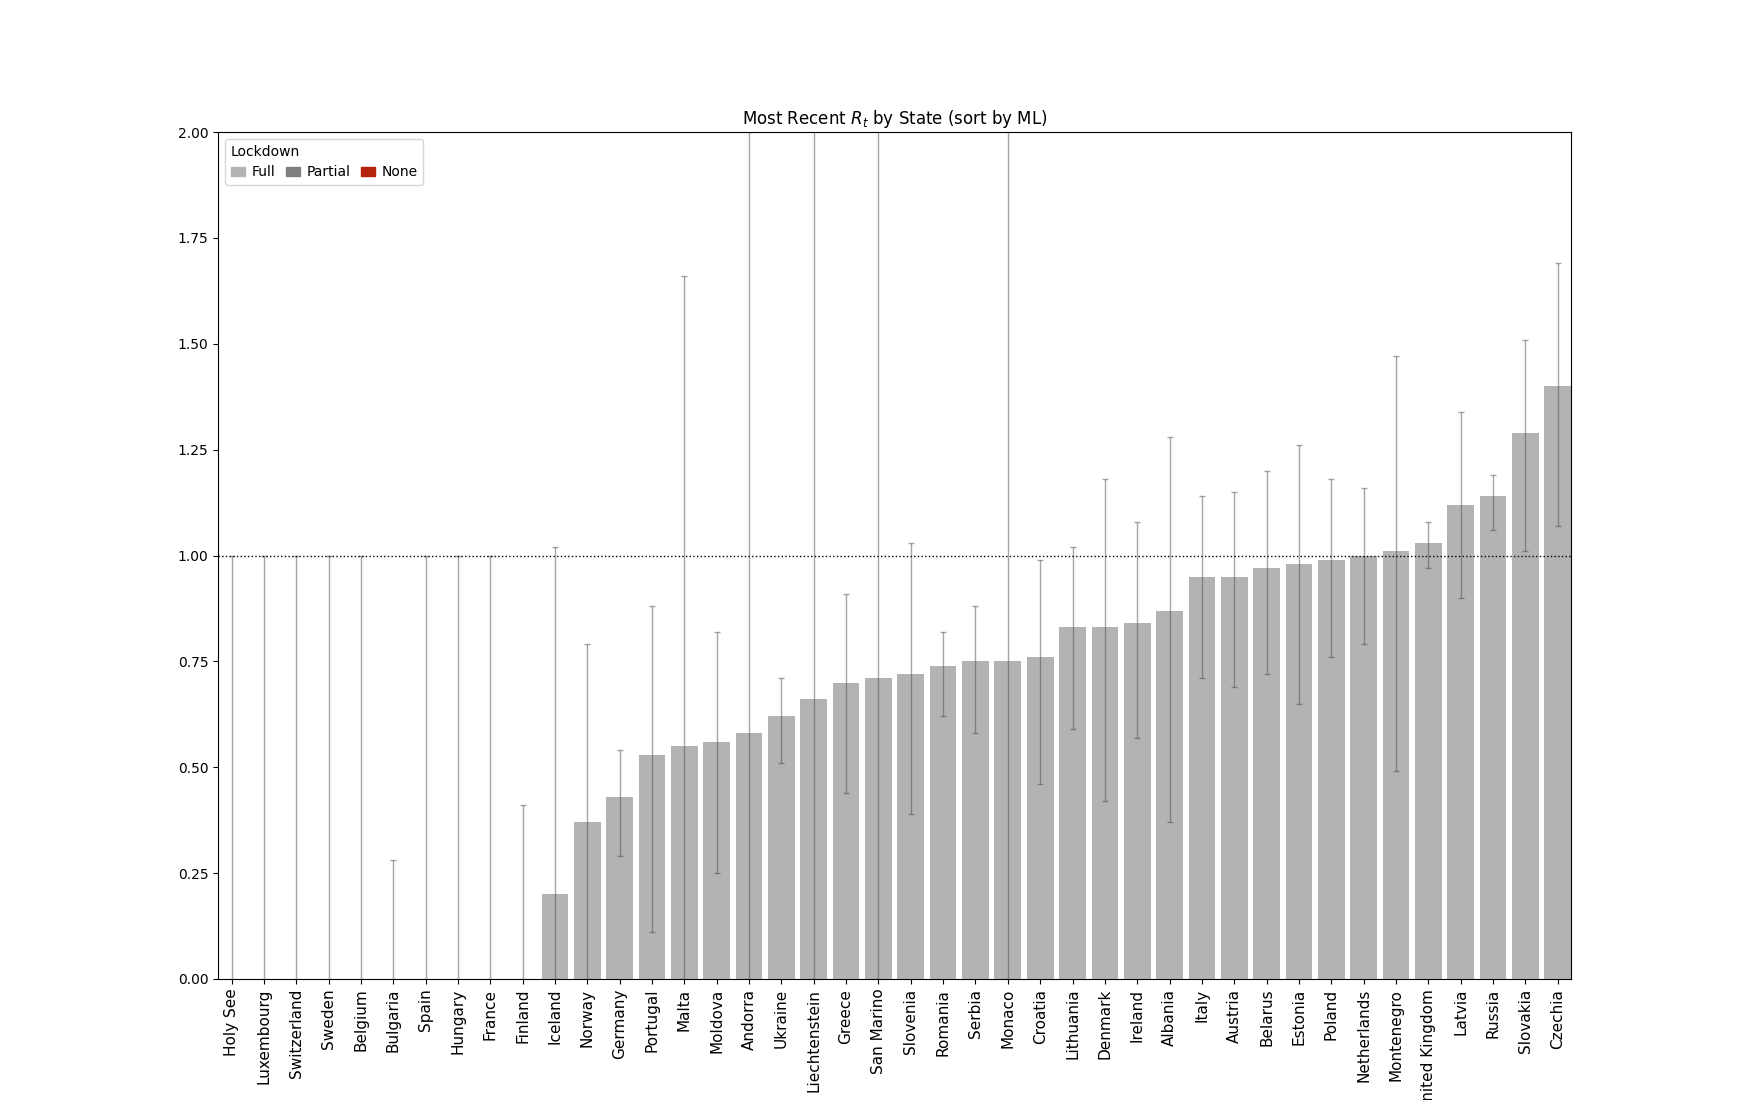 Most Recent Rt by State (sort by ML)
Lockdown
Full Partial None
2.00
1.75
1.50
1.25
1.00
0.75
0.50
0.25
0.00
Holy See
Luxembourg
Switzerland
Sweden
Belgium
Bulgaria
Spain
Hungary
France
Finland
Iceland
Norway
Germany
Portugal
Malta
Moldova
Andorra
Ukraine
Liechtenstein
Greece
San Marino
Slovenia
Romania
Serbia
Monaco
Croatia
Lithuania
Denmark
Ireland
Albania
Italy
Austria
Belarus
Estonia
Poland
Netherlands
Montenegro
nited Kingdom
Latvia
Russia
Slovakia
Czechia